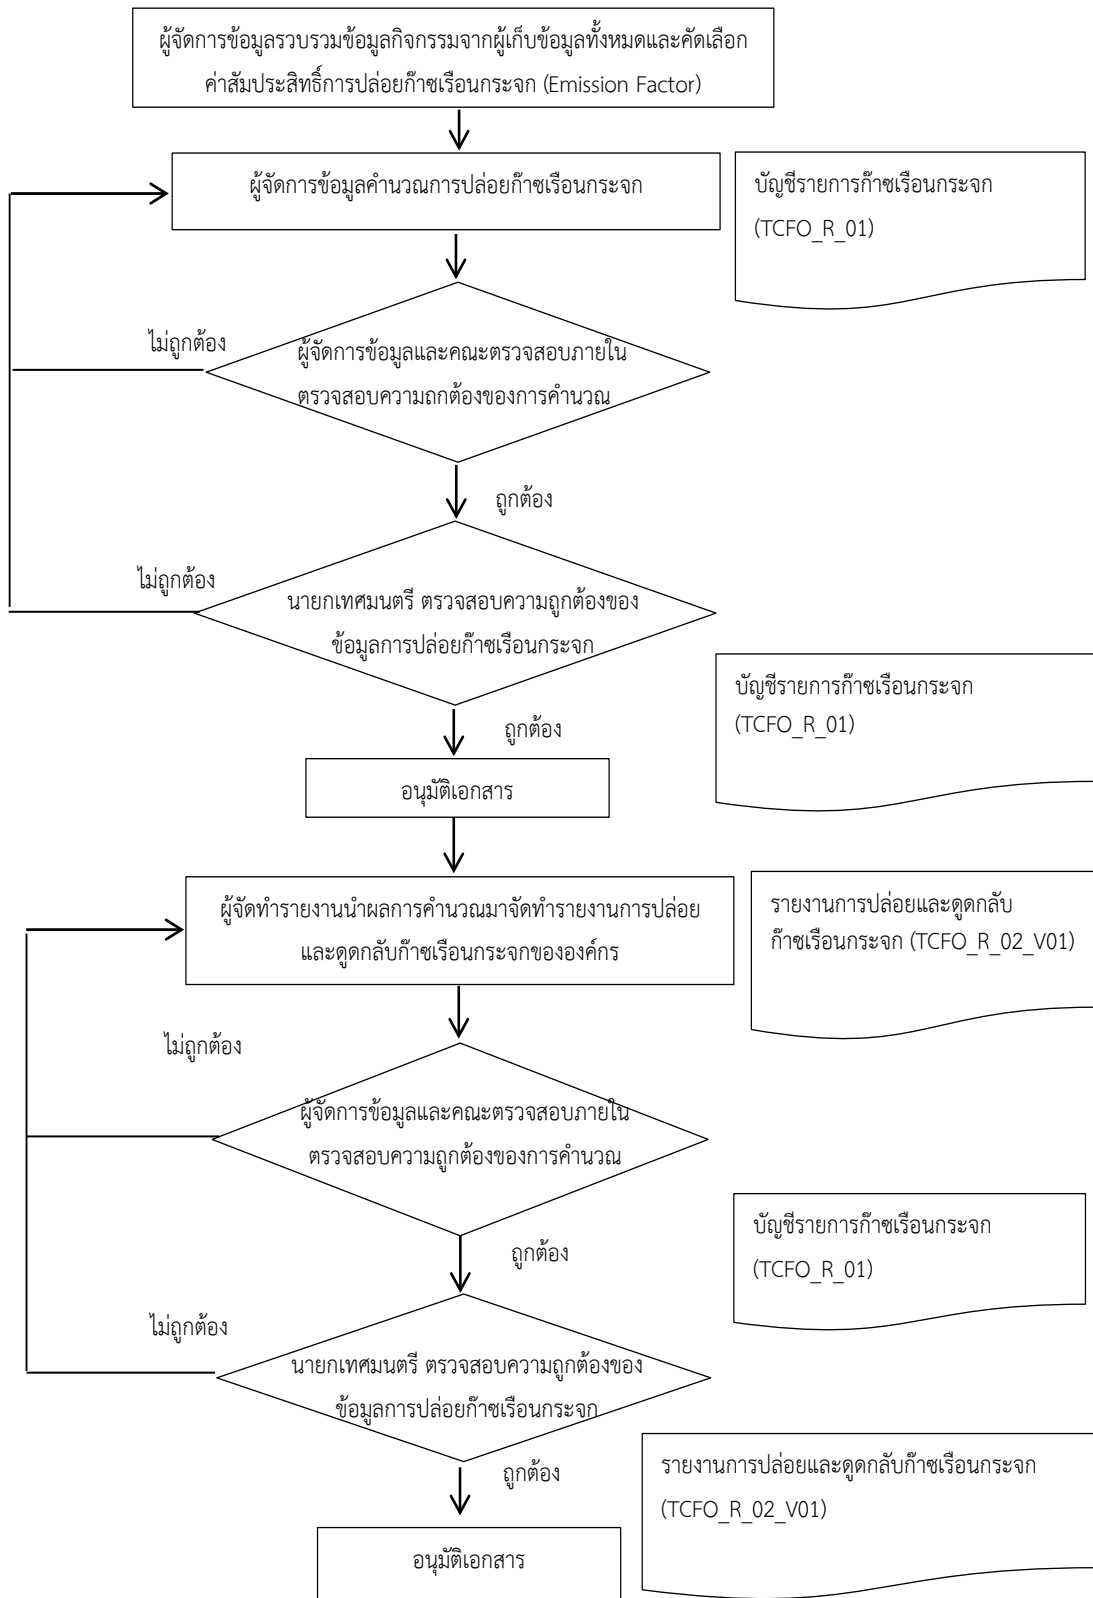 ผู้จัดการข้อมูลรวบรวมข้อมูลกิจกรรมจากผู้เก็บข้อมูลทั้งหมดและคัดเลือก
ค่าสัมประสิทธิ์การปล่อยก๊าซเรือนกระจก (Emission Factor)
ผู้จัดการข้อมูลคำนวณการปล่อยก๊าซเรือนกระจก
บัญชีรายการก๊าซเรือนกระจก
(TCFO_R_01)
ไม่ถูกต้อง
ผู้จัดการข้อมูลและคณะตรวจสอบภายใน
ตรวจสอบความถกต้องของการคำนวณ
ถูกต้อง
ไม่ถูกต้อง
นายกเทศมนตรี ตรวจสอบความถูกต้องของ
ข้อมูลการปล่อยก๊าซเรือนกระจก
บัญชีรายการก๊าซเรือนกระจก
(TCFO_R_01)
ถูกต้อง
อนุมัติเอกสาร
ผู้จัดทำรายงานนำผลการคำนวณมาจัดทำรายงานการปล่อย
และดูดกลับก๊าซเรือนกระจกขององค์กร
รายงานการปล่อยและดูดกลับ
ก๊าซเรือนกระจก (TCFO_R_02_V01)
ไม่ถูกต้อง
ผู้จัดการข้อมูลและคณะตรวจสอบภายใน
ตรวจสอบความถูกต้องของการคำนวณ
บัญชีรายการก๊าซเรือนกระจก
(TCFO_R_01)
ถูกต้อง
ไม่ถูกต้อง
นายกเทศมนตรี ตรวจสอบความถูกต้องของ
ข้อมูลการปล่อยก๊าซเรือนกระจก
รายงานการปล่อยและดูดกลับก๊าซเรือนกระจก
(TCFO_R_02_V01)
ถูกต้อง
อนุมัติเอกสาร